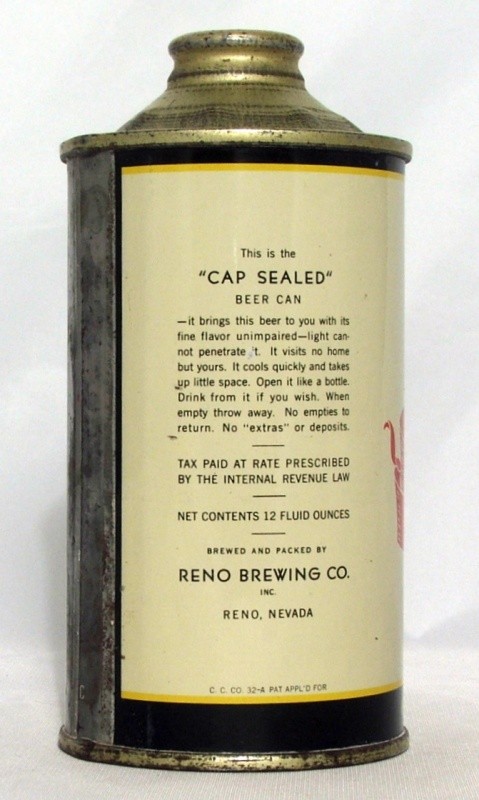 This is the
"CAP SEALED"
BEER CAN
—it brings this beer to you with its
fine flavor unimpaired—light can-
not penetrate it. It visits no home
but yours. It cools quickly and takes
up little space. Open it like a bottle.
Drink from it if you wish. When
empty throw away. No empties to
return. No "extras" or deposits.
TAX PAID AT RATE PRESCRIBED
BY THE INTERNAL REVENUE LAW
NET CONTENTS 12 FLUID OUNCES
BREWED AND PACKED BY
RENO BREWING CO.
INC.
RENO, NEVADA
C. C. CO. 32-A PAT APPL'D FOR
C